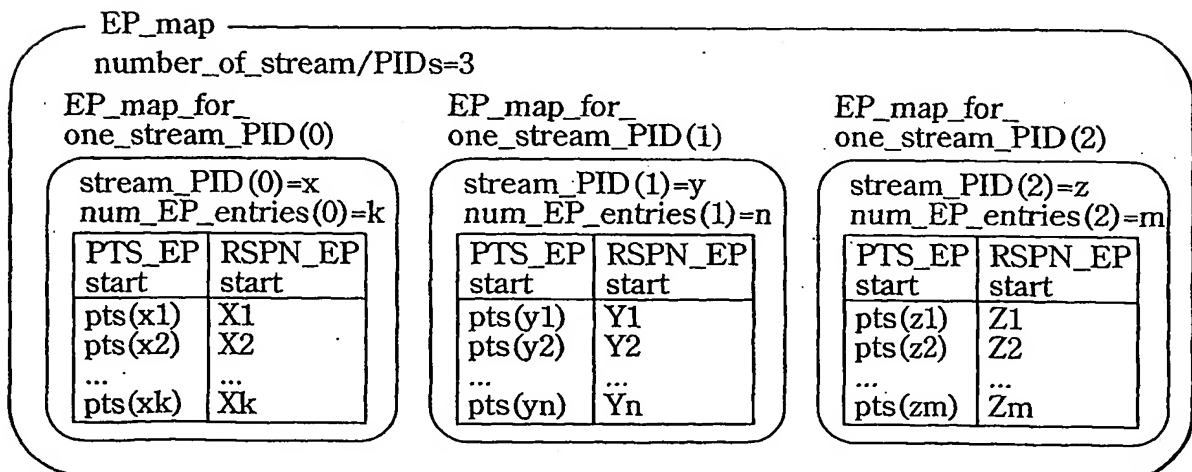 EP_map
number_of_stream/PIDs=3
EP_map_for_
one_stream_PID(0)
stream_PID(0)=x
num_EP_entries(0)=k
PTS_EP RSPN_EP
start start
pts(x1) X1
pts(x2) X2
... ...
pts(xk) Xk
EP_map_for_
one_stream_PID(1)
stream_PID(1)=y
num_EP_entries(1)=n
PTS_EP RSPN_EP
start start
pts(y1) Y1
pts(y2) Y2
... ...
pts(yn) Yn
EP_map_for_
one_stream_PID(2)
stream_PID(2)=z
num_EP_entries(2)=m
PTS_EP RSPN_EP
start start
pts(z1) Z1
pts(z2) Z2
... ...
pts(zm) Zm